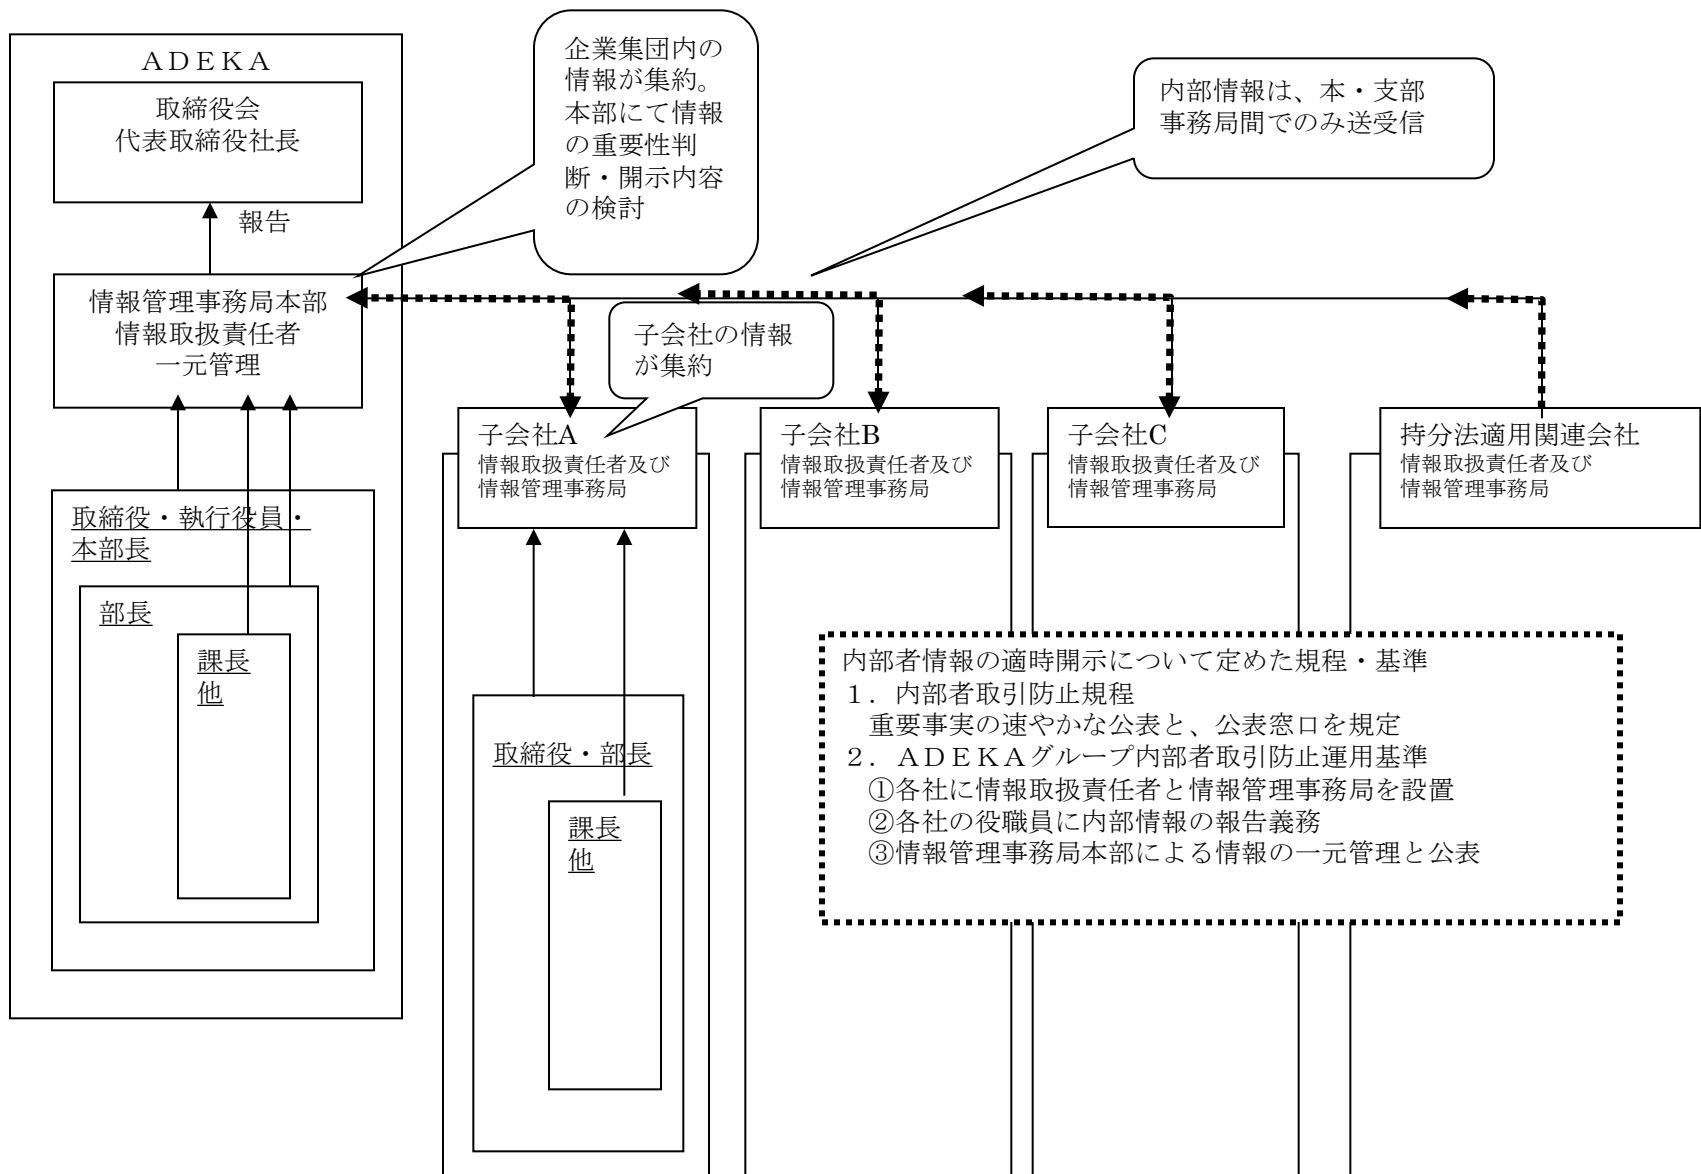 ＡＤＥＫＡ
取締役会
代表取締役社長
報告
情報管理事務局本部
情報取扱責任者
一元管理
取締役・執行役員・
本部長
部長
課長
他
企業集団内の
情報が集約。
本部にて情報
の重要性判
断・開示内容
の検討
内部情報は、本・支部
事務局間でのみ送受信
子会社の情報
が集約
子会社A
情報取扱責任者及び
情報管理事務局
取締役・部長
課長
他
子会社B
情報取扱責任者及び
情報管理事務局
子会社C
情報取扱責任者及び
情報管理事務局
持分法適用関連会社
情報取扱責任者及び
情報管理事務局
内部者情報の適時開示について定めた規程・基準
１．内部者取引防止規程
重要事実の速やかな公表と、公表窓口を規定
２．ＡＤＥＫＡグループ内部者取引防止運用基準
①各社に情報取扱責任者と情報管理事務局を設置
②各社の役職員に内部情報の報告義務
③情報管理事務局本部による情報の一元管理と公表